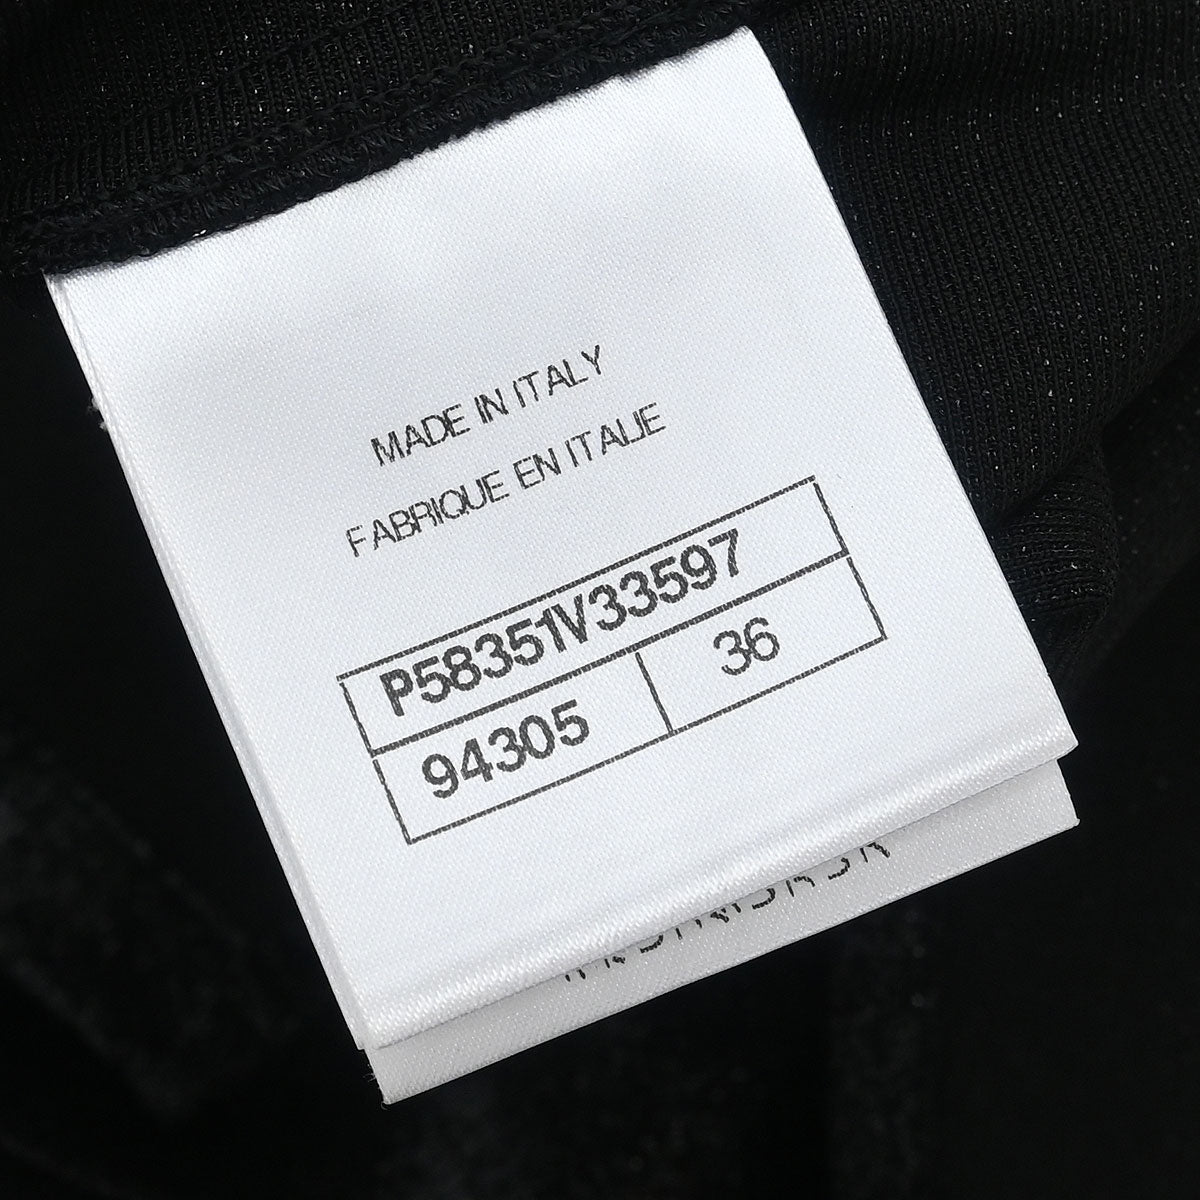 MADE IN ITALY
FABRIQUE EN ITALIE
P58351V33597
94305 36